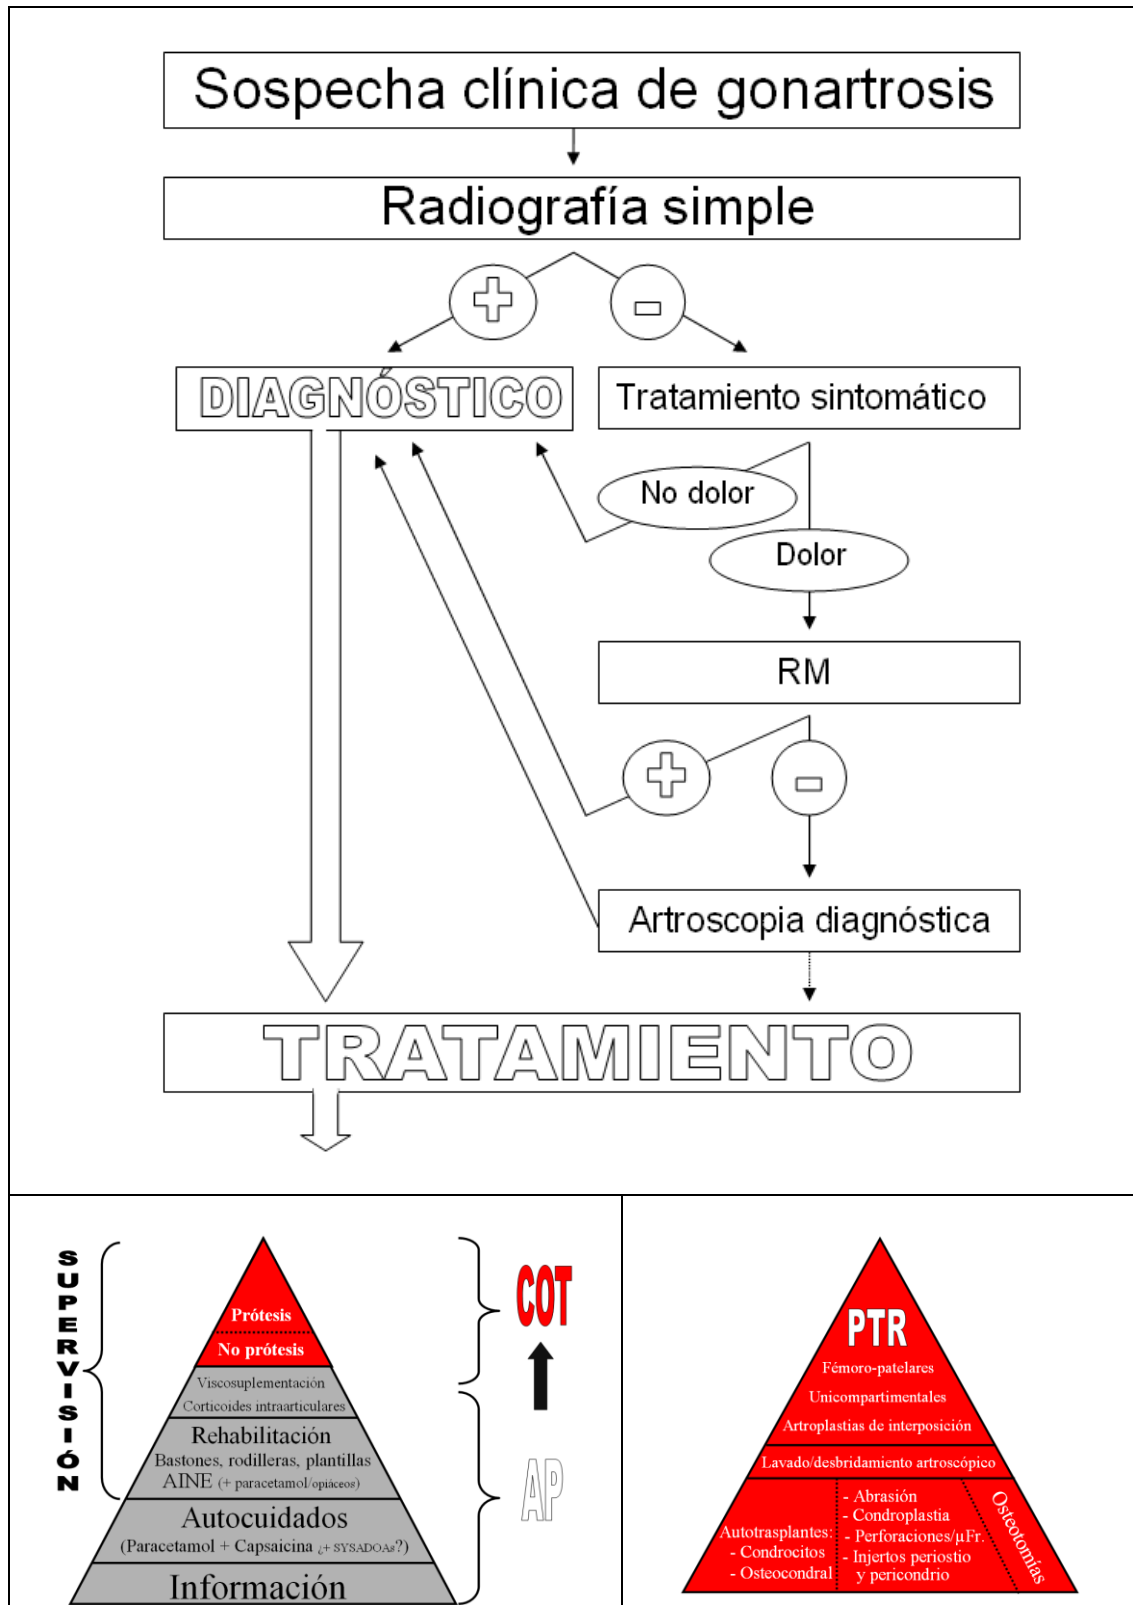 Sospecha clínica de gonartrosis
Radiografía simple
+
-
DIAGNÓSTICO
Tratamiento sintomático
No dolor
Dolor
RM
+
-
Artroscopia diagnóstica
TRATAMIENTO
SUPERVISIÓN
Prótesis
No prótesis
Viscosuplementación
Corticoides intraarticulares
Rehabilitación
Bastones, rodilleras, plantillas
AINE (+ paracetamol/opiáceos)
Autocuidados
(Paracetamol + Capsaicina ¿+ SYSADOAs?)
Información
COT
AP
PTR
Fémoro-patelares
Unicompartimentales
Artroplastias de interposición
Lavado/desbridamiento artroscópico
Autotrasplantes:
- Condrocitos
- Osteocondral
- Abrasión
- Condroplastia
- Perforaciones/µFr.
- Injertos periostio
y pericondrio
Osteotomías